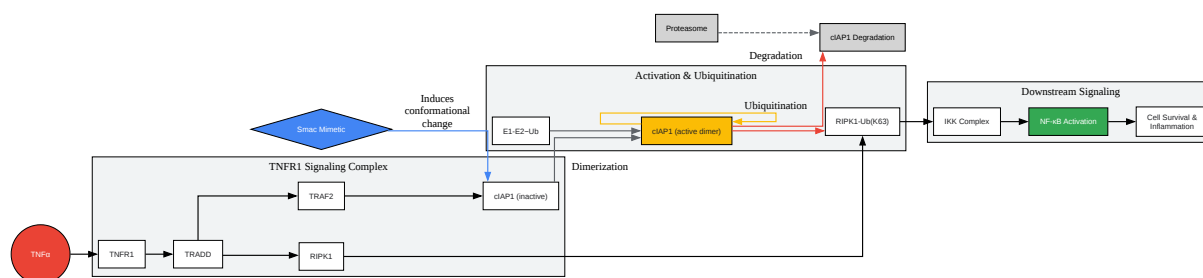 Proteasome
cIAP1 Degradation
Degradation
Activation & Ubiquitination
Induces
conformational
change
Ubiquitination
Smac Mimetic
E1-E2~Ub
cIAP1 (active dimer)
RIPK1-Ub(K63)
Downstream Signaling
IKK Complex
NF-κB Activation
Cell Survival &
Inflammation
TNFR1 Signaling Complex
Dimerization
TRAF2
cIAP1 (inactive)
TNFα
TNFR1
TRADD
RIPK1